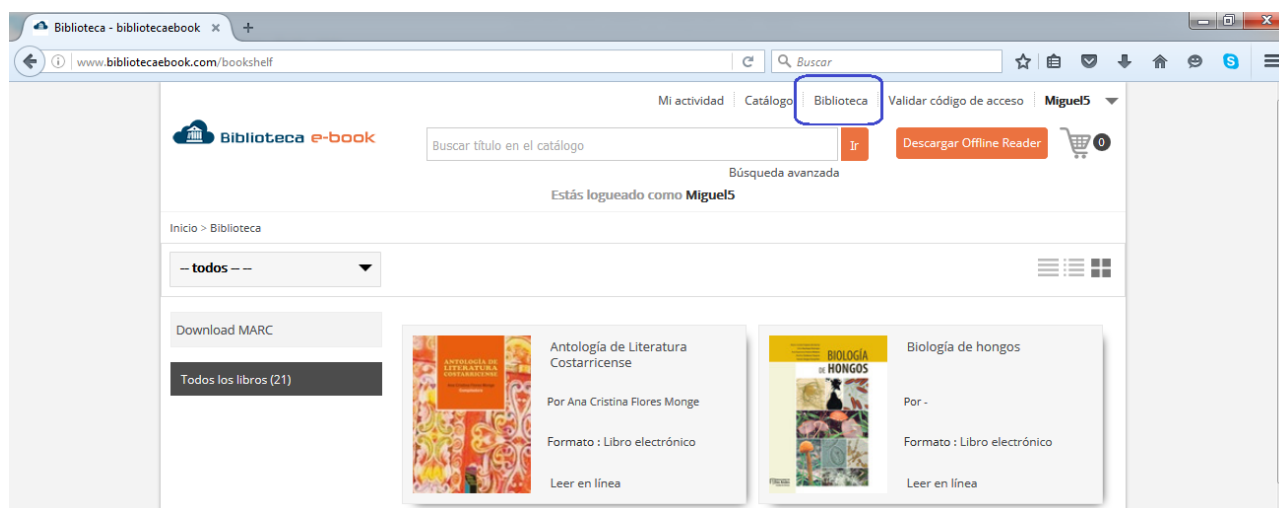 Biblioteca - bibliotecaebook × +
www.bibliotecaebook.com/bookshelf
Buscar
Mi actividad Catálogo Biblioteca Validar código de acceso Miguel5
Biblioteca e-book
Buscar título en el catálogo Ir
Descargar Offline Reader 0
Búsqueda avanzada
Estás logueado como Miguel5
Inicio > Biblioteca
-- todos -- --
Download MARC
Todos los libros (21)
ANTOLOGÍA DE
LITERATURA
COSTARRICENSE
Antología de Literatura
Costarricense
Por Ana Cristina Flores Monge
Formato : Libro electrónico
Leer en línea
BIOLOGÍA
DE HONGOS
Biología de hongos
Por -
Formato : Libro electrónico
Leer en línea